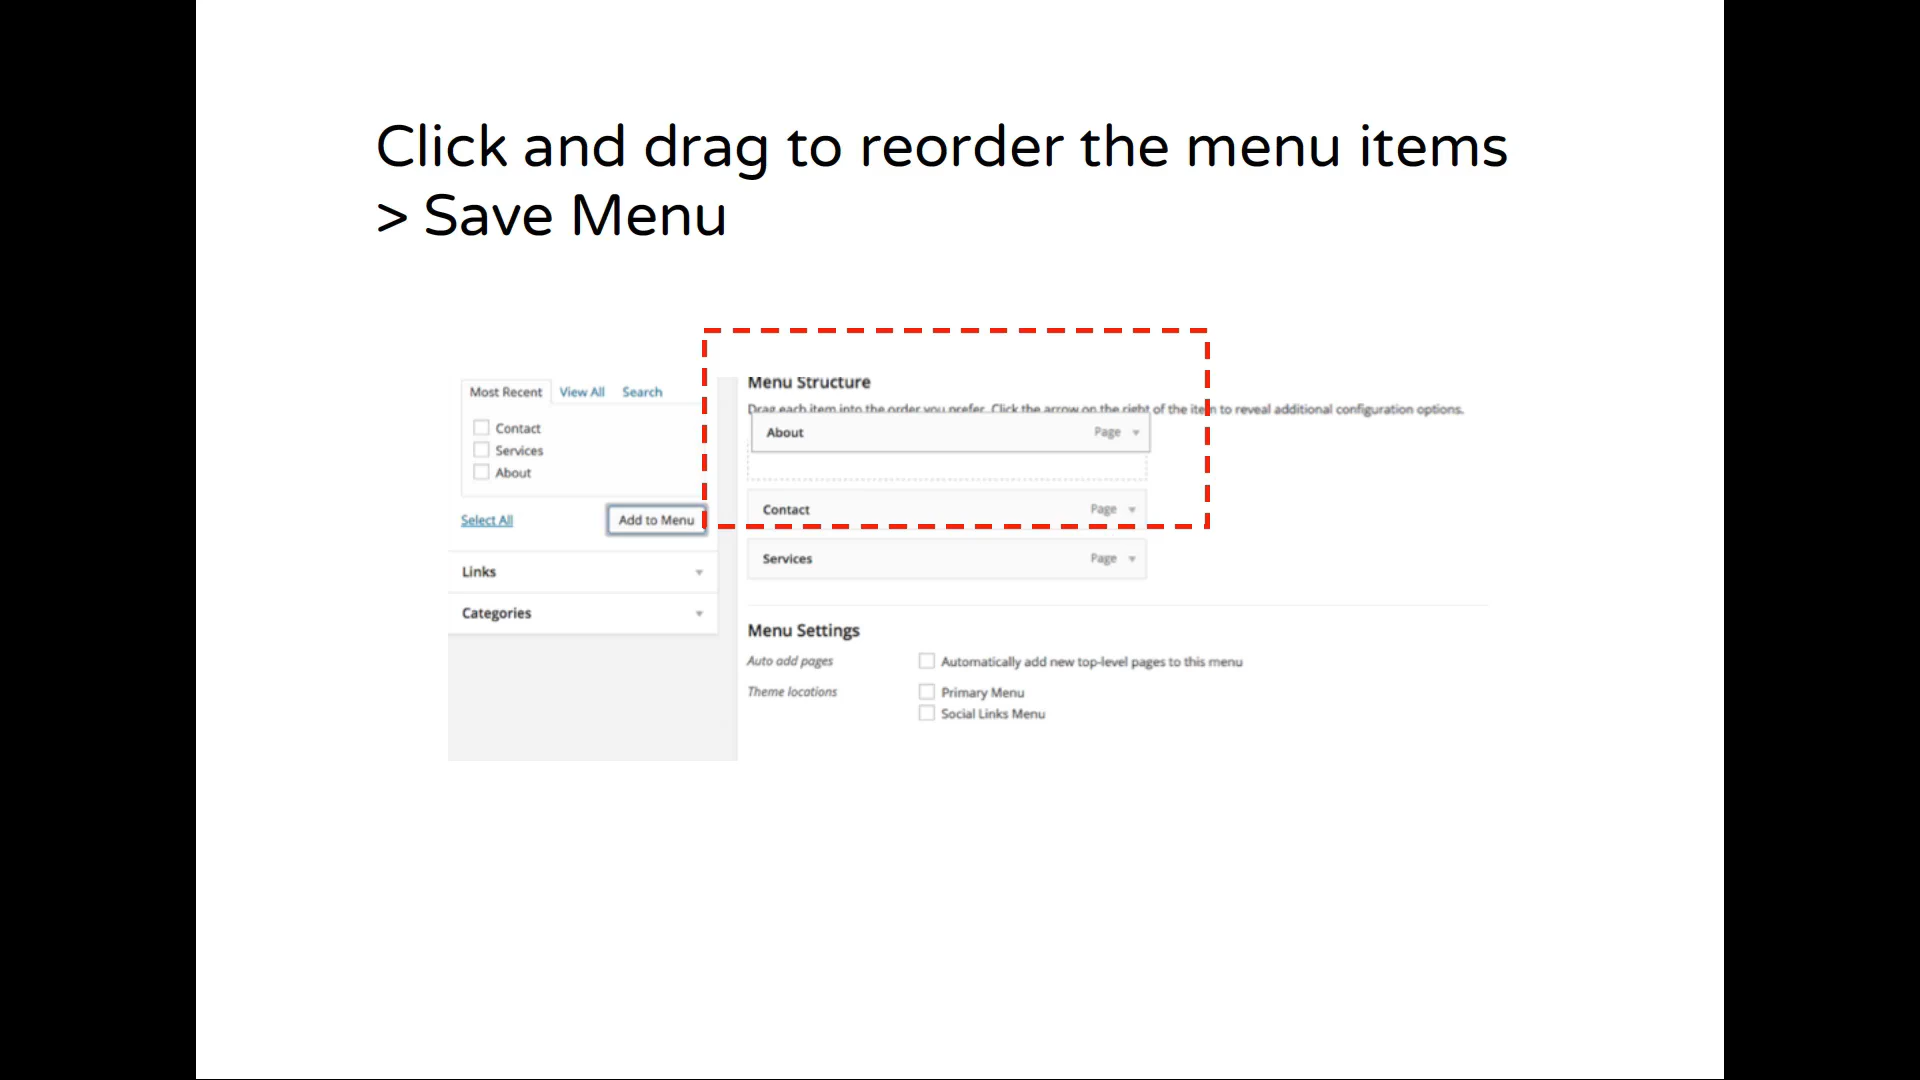 Click and drag to reorder the menu items
> Save Menu
Most Recent View All Search
Contact
Services
About
Select All Add to Menu
Links
Categories
Menu Structure
Drag each item into the order you prefer. Click the arrow on the right of the item to reveal additional configuration options.
About Page
Contact Page
Services Page
Menu Settings
Auto add pages Automatically add new top-level pages to this menu
Theme locations Primary Menu
Social Links Menu